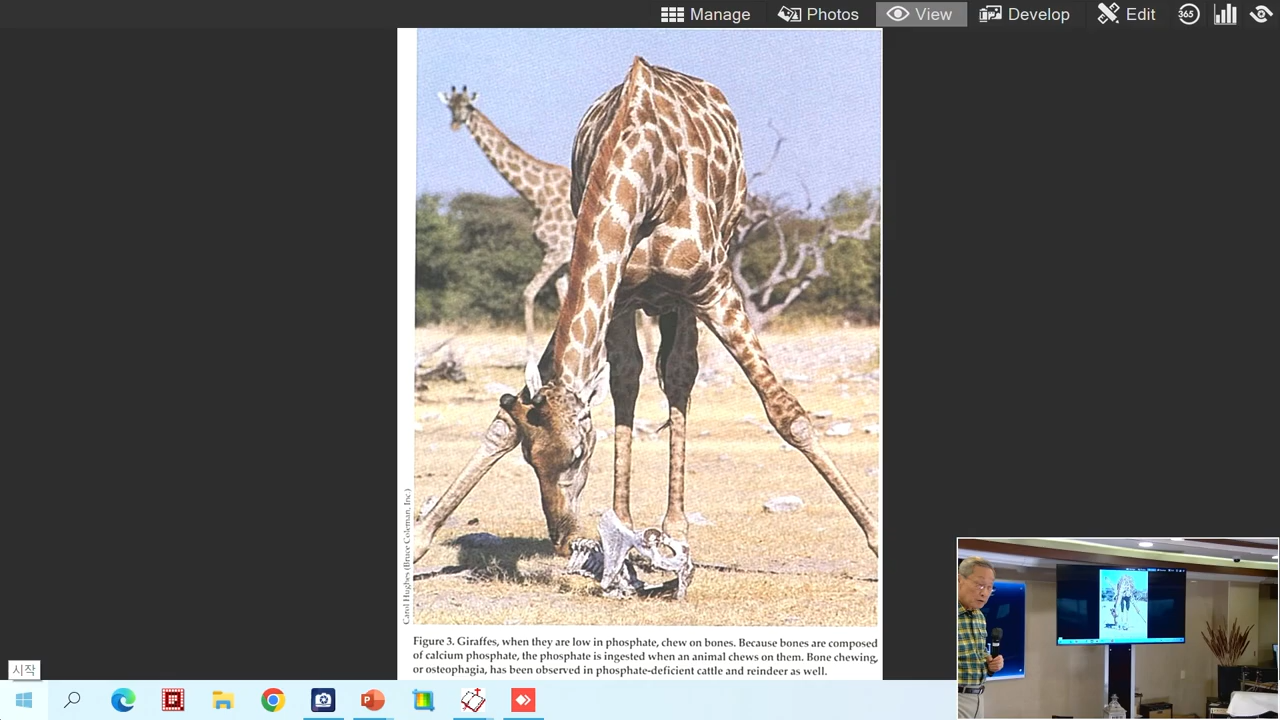 Manage Photos View Develop Edit 365
Carol Hughes (Bruce Coleman, Inc.)
Figure 3. Giraffes, when they are low in phosphate, chew on bones. Because bones are composed
of calcium phosphate, the phosphate is ingested when an animal chews on them. Bone chewing,
or osteophagia, has been observed in phosphate-deficient cattle and reindeer as well.
시작